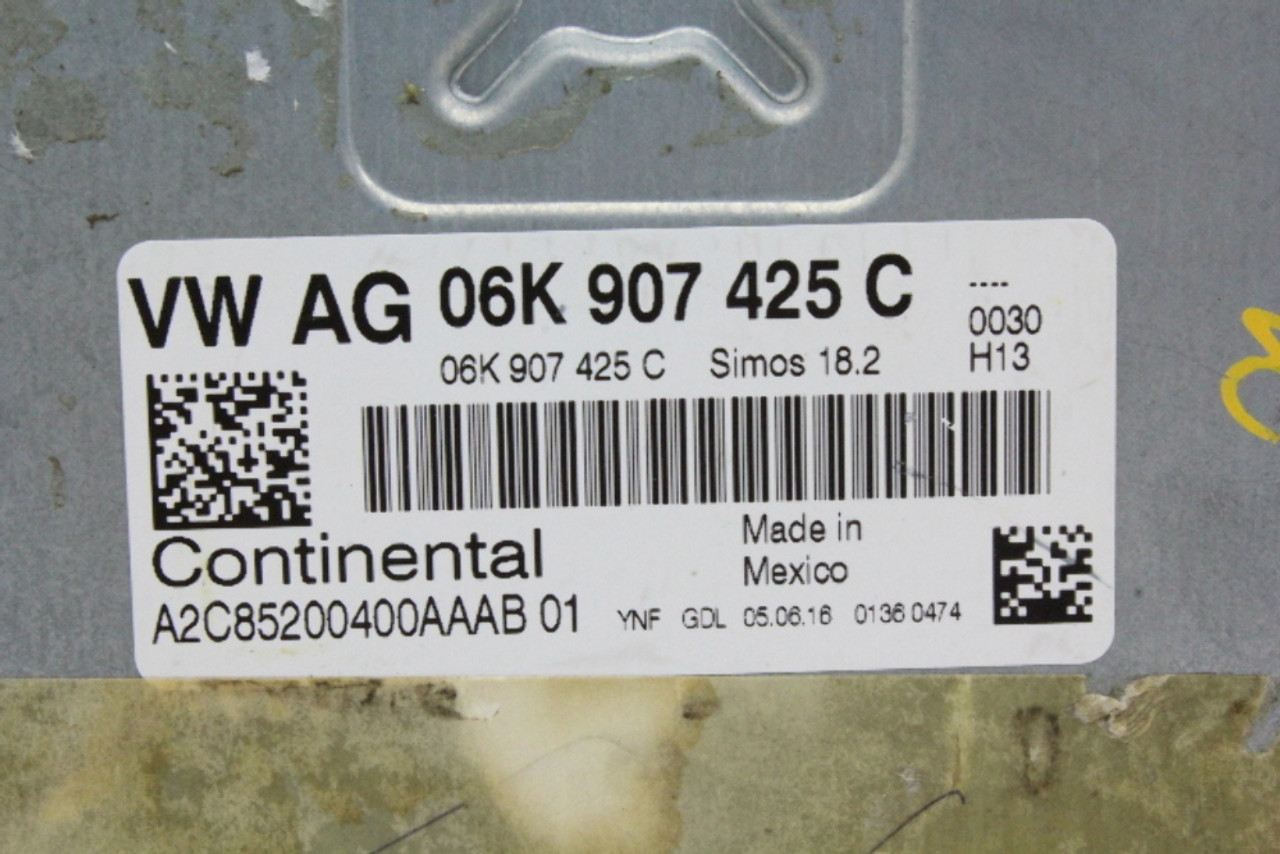 VW AG 06K 907 425 C
----
0030
06K 907 425 C Simos 18.2
H13
Continental
Made in
Mexico
A2C85200400AAAB 01 YNF GDL 05.06.16 0136 0474